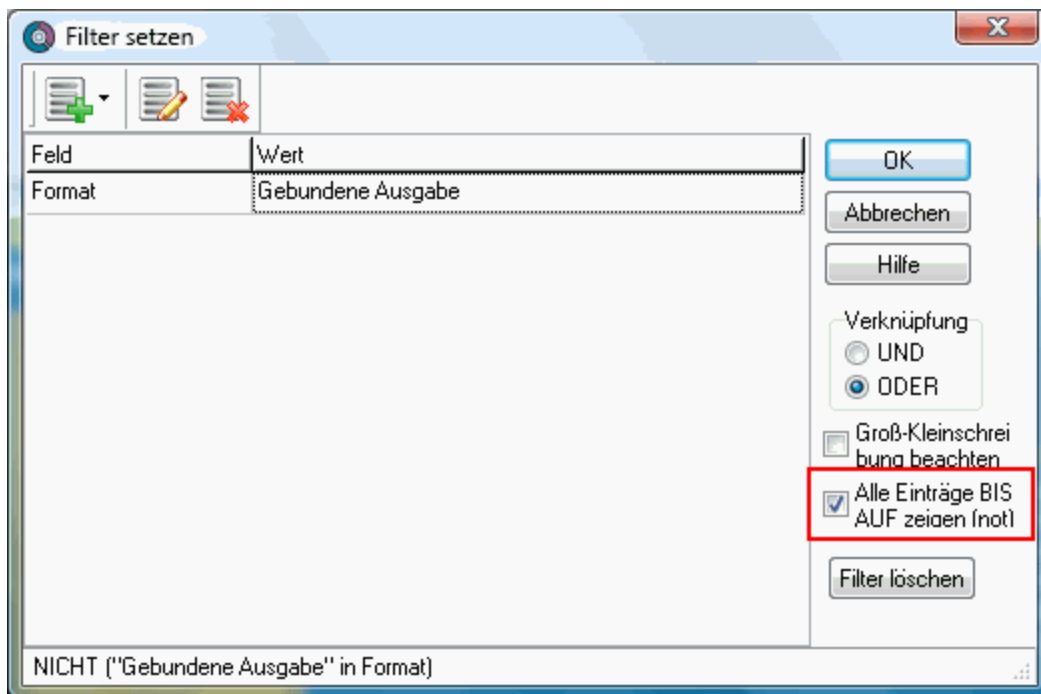 Filter setzen
Feld Wert
Format Gebundene Ausgabe
OK
Abbrechen
Hilfe
Verknüpfung
UND
ODER
Groß-Kleinschrei
bung beachten
Alle Einträge BIS
AUF zeigen (not)
Filter löschen
NICHT ("Gebundene Ausgabe" in Format)